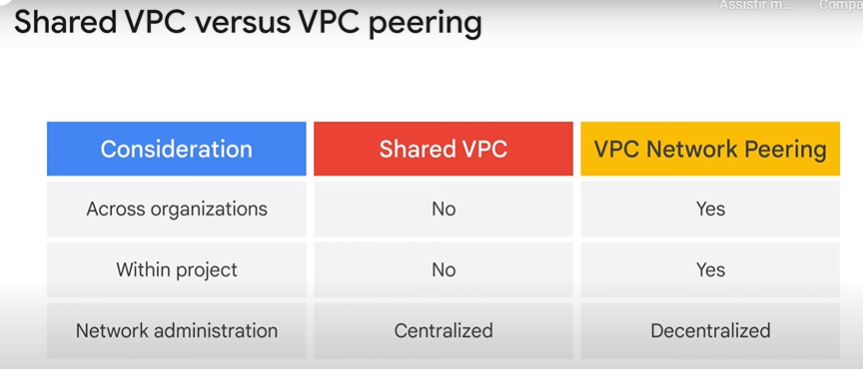 Assistir m...
Shared VPC versus VPC peering
Consideration Shared VPC VPC Network Peering
Across organizations No Yes
Within project No Yes
Network administration Centralized Decentralized